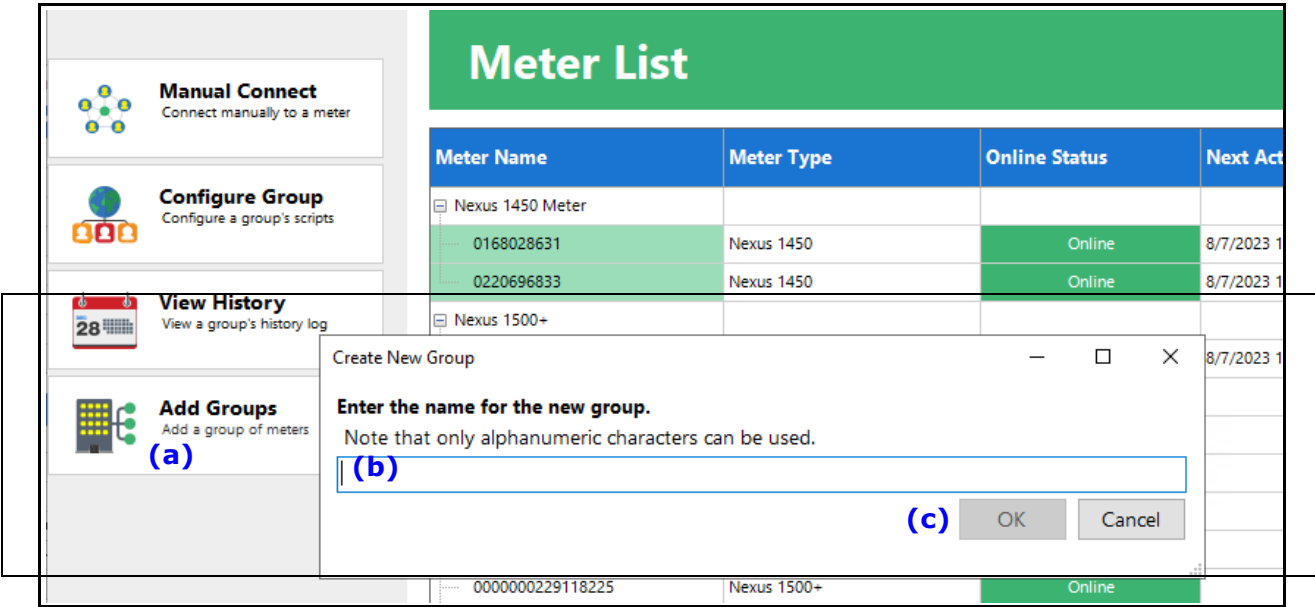 Manual Connect
Connect manually to a meter
Configure Group
Configure a group's scripts
28
View History
View a group's history log
Add Groups
Add a group of meters
(a)
Meter List
Meter Name Meter Type Online Status Next Act
Nexus 1450 Meter
0168028631 Nexus 1450 Online 8/7/2023 1
0220696833 Nexus 1450 Online 8/7/2023 1
Nexus 1500+
8/7/2023 1
Create New Group
Enter the name for the new group.
Note that only alphanumeric characters can be used.
(b)
(c) OK Cancel
0000000229118225 Nexus 1500+ Online